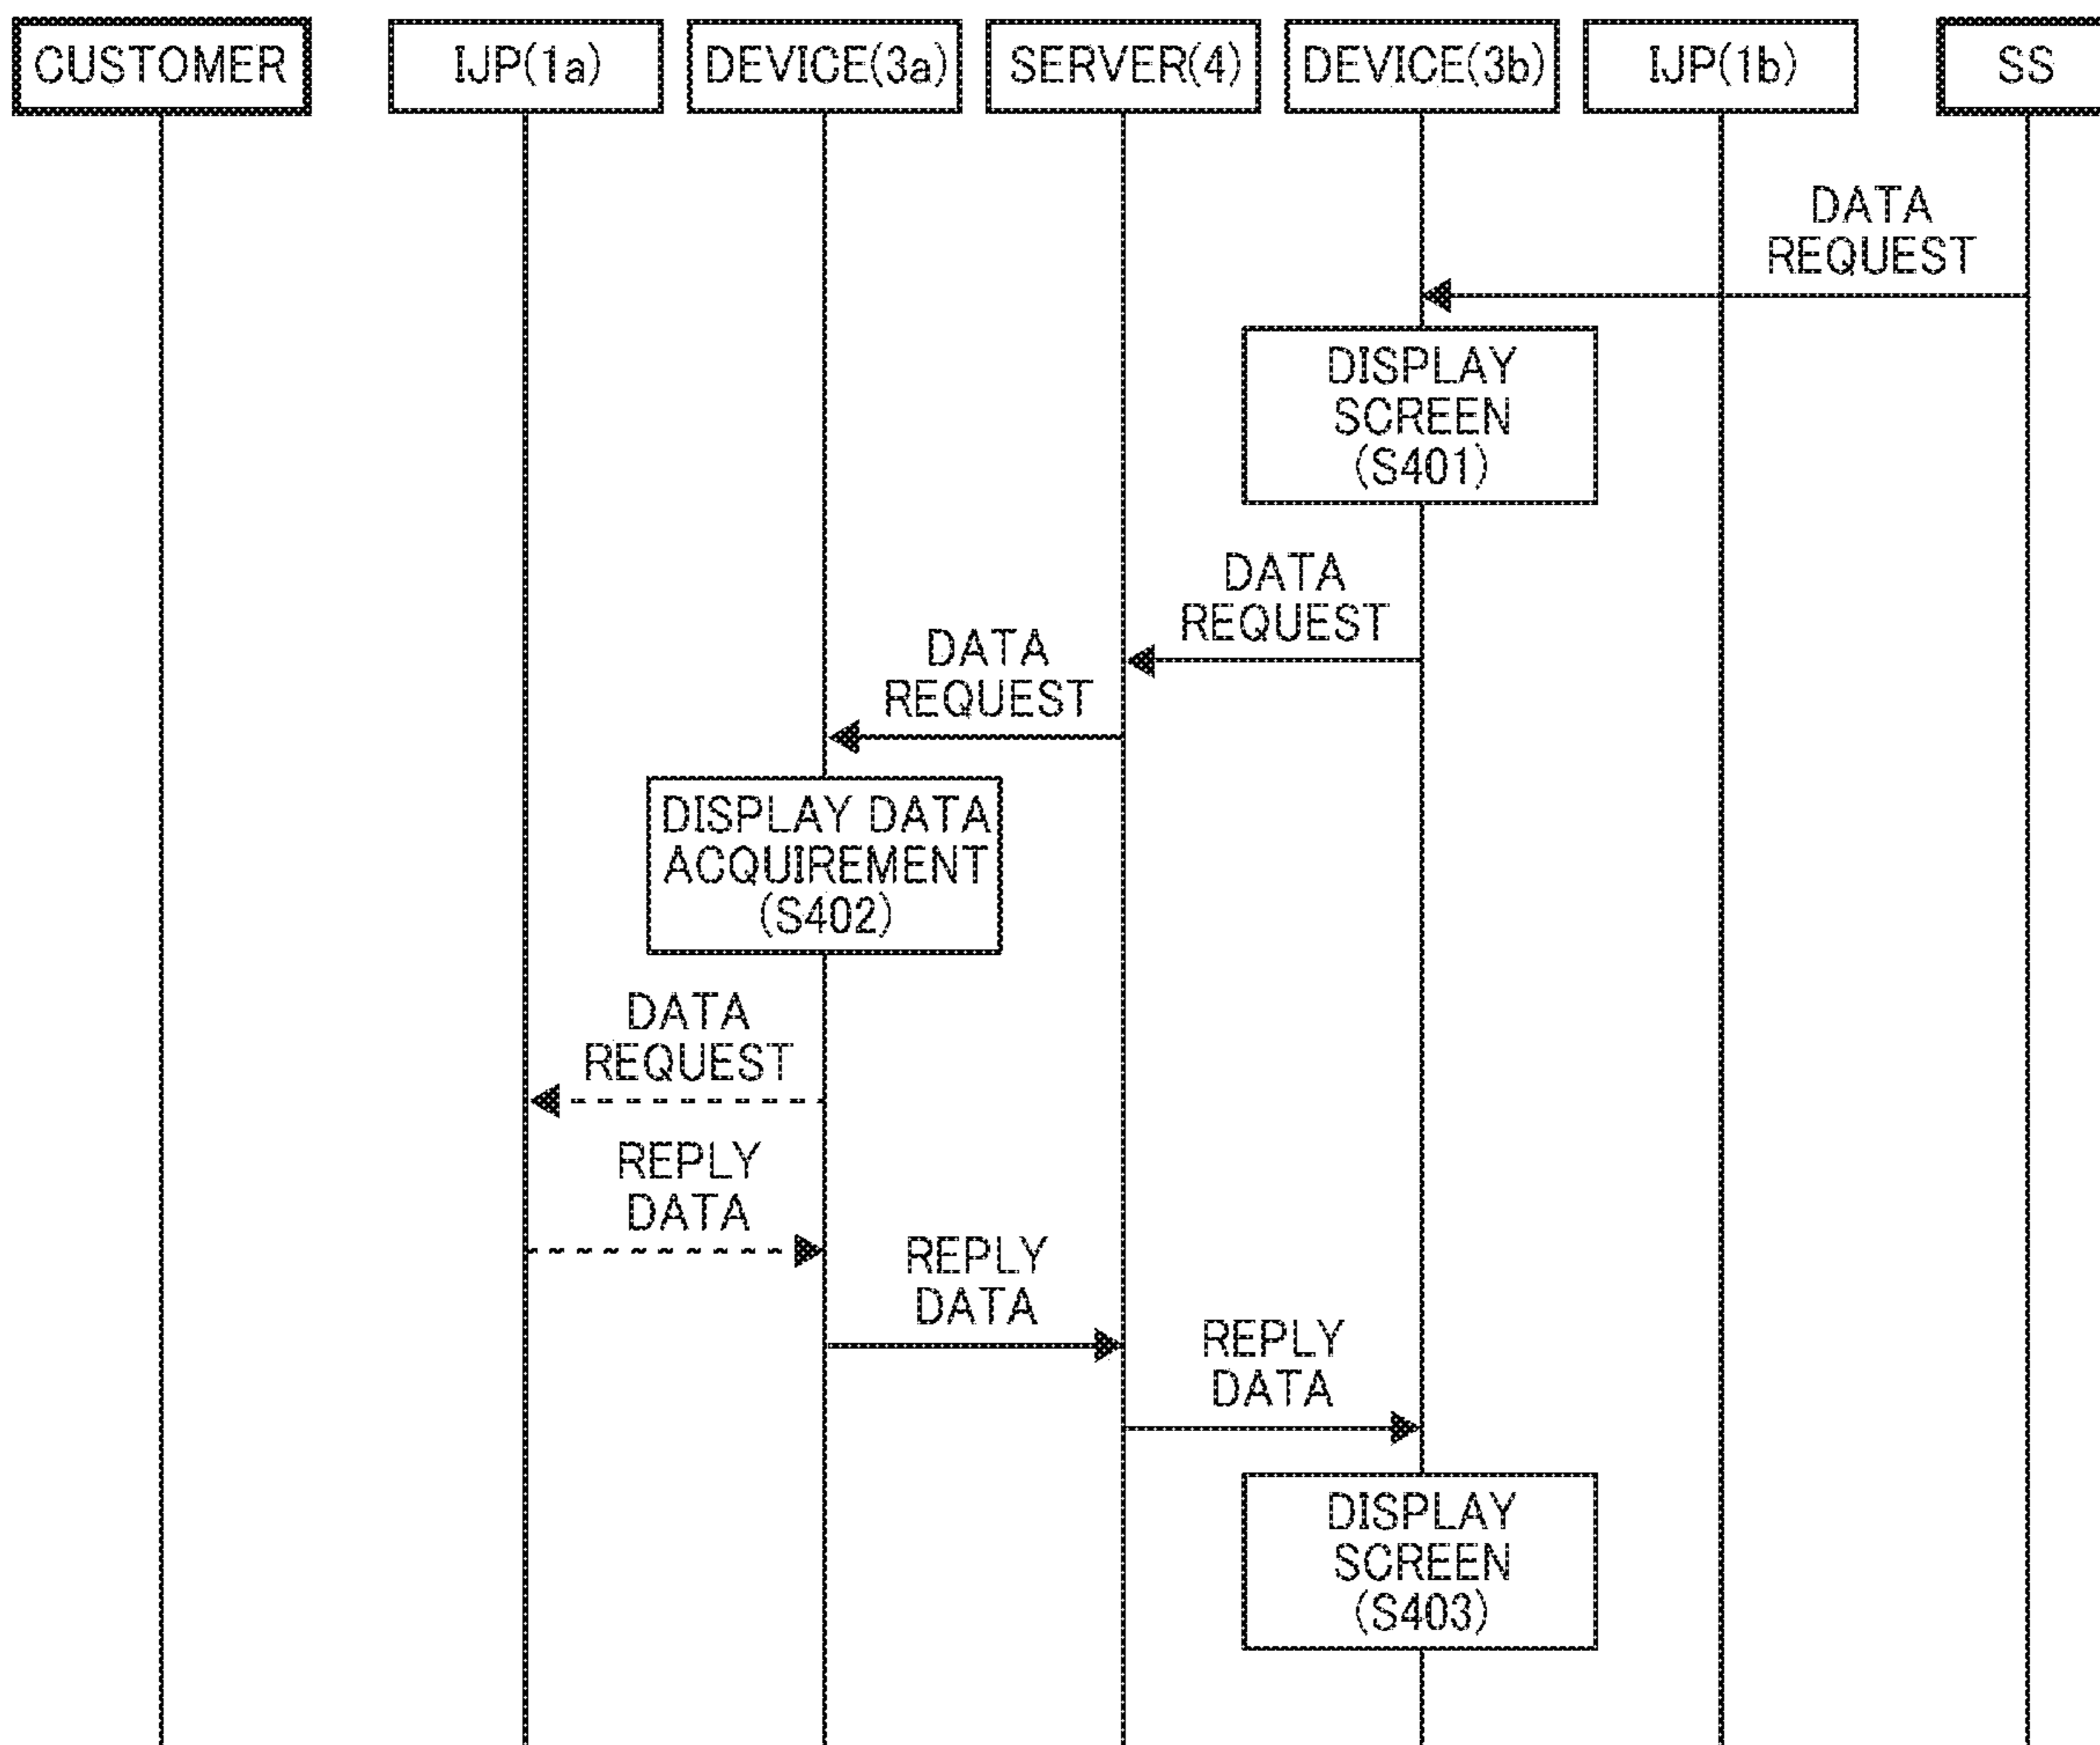 CUSTOMER
IJP(1a)
DEVICE(3a)
SERVER(4)
DEVICE(3b)
IJP(1b)
SS
DATA
REQUEST
DISPLAY
SCREEN
(S401)
DATA
REQUEST
DATA
REQUEST
DISPLAY DATA
ACQUIREMENT
(S402)
DATA
REQUEST
REPLY
DATA
REPLY
DATA
REPLY
DATA
DISPLAY
SCREEN
(S403)